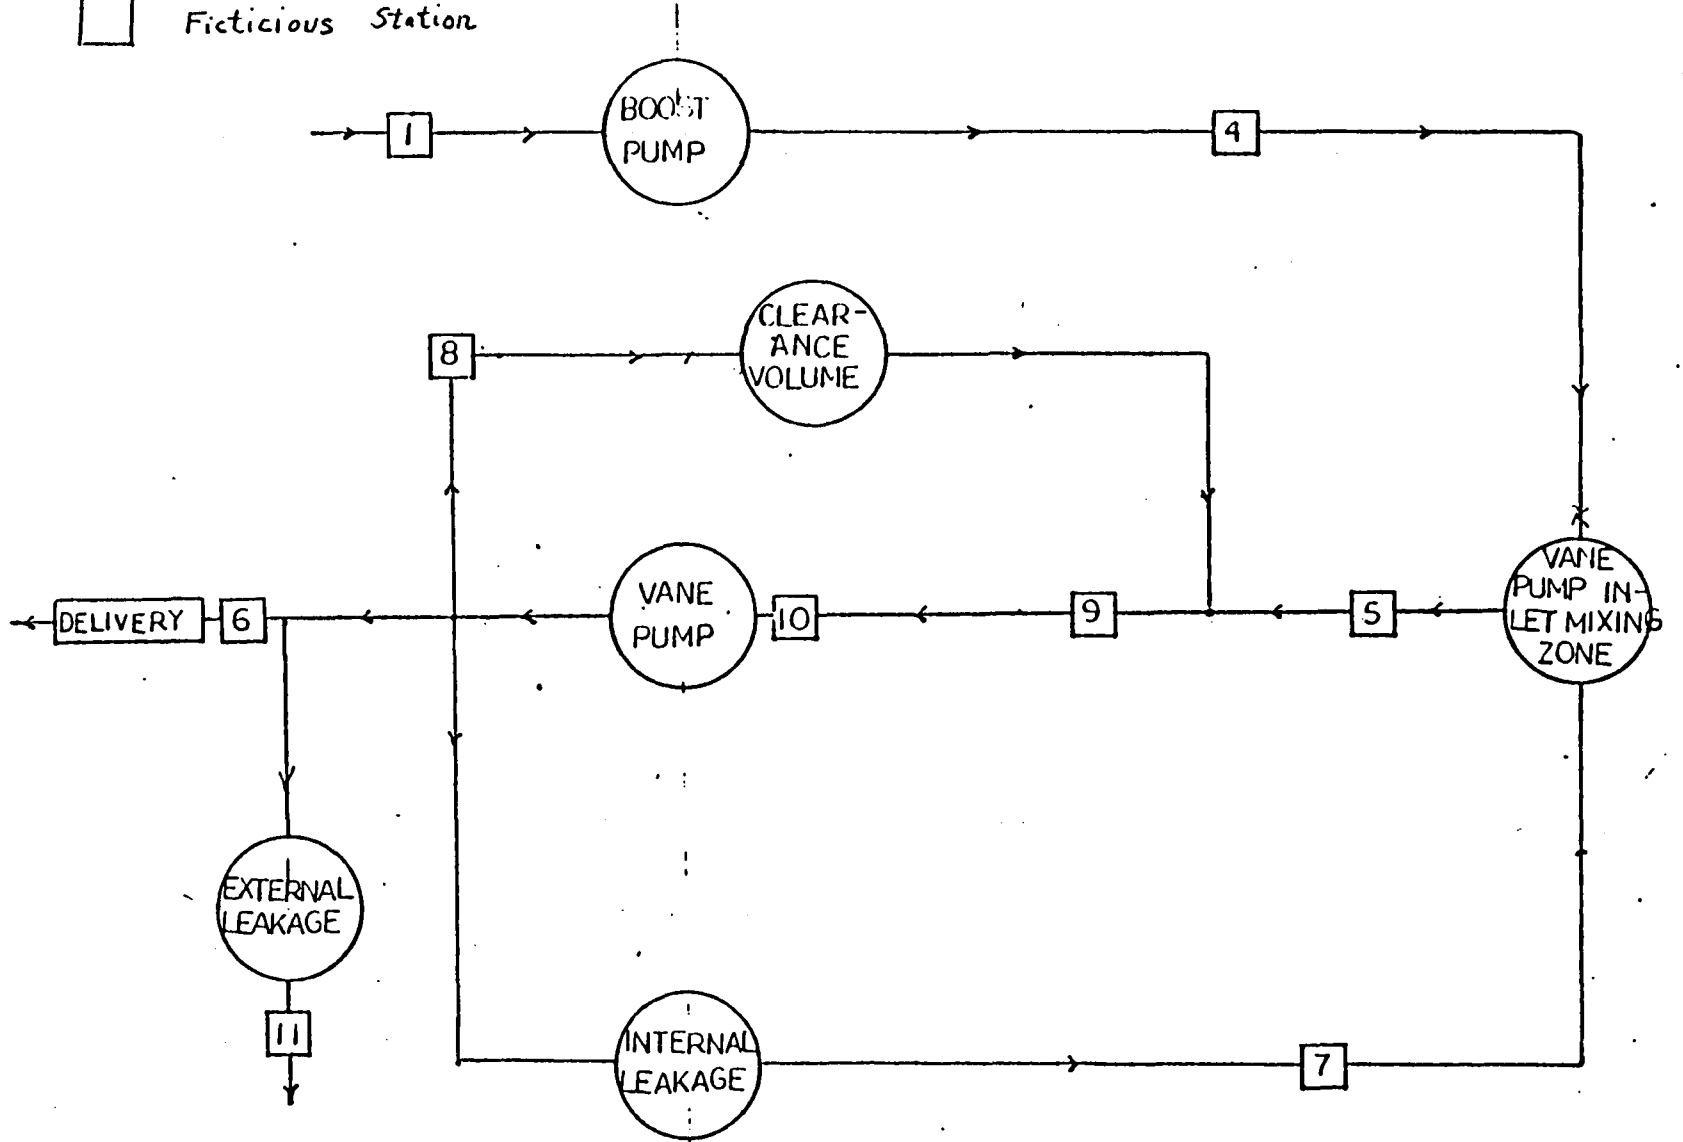 Ficticious Station
1
BOOST
PUMP
4
8
CLEAR-
ANCE
VOLUME
DELIVERY
6
VANE
PUMP
10
9
5
VANE
PUMP IN-
LET MIXING
ZONE
EXTERNAL
LEAKAGE
11
INTERNAL
LEAKAGE
7